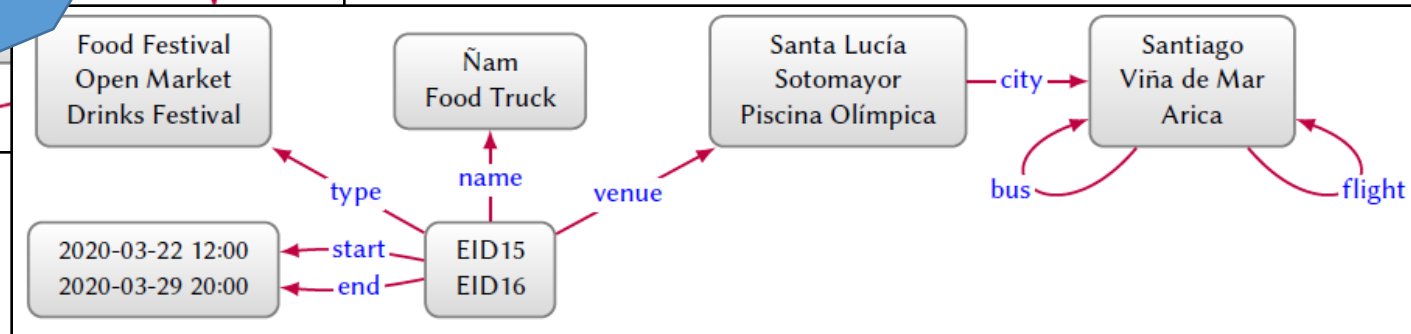 Food Festival
Open Market
Drinks Festival
Ñam
Food Truck
Santa Lucía
Sotomayor
Piscina Olímpica
city
Santiago
Viña de Mar
Arica
type
name
venue
bus
flight
2020-03-22 12:00
2020-03-29 20:00
start
end
EID15
EID16